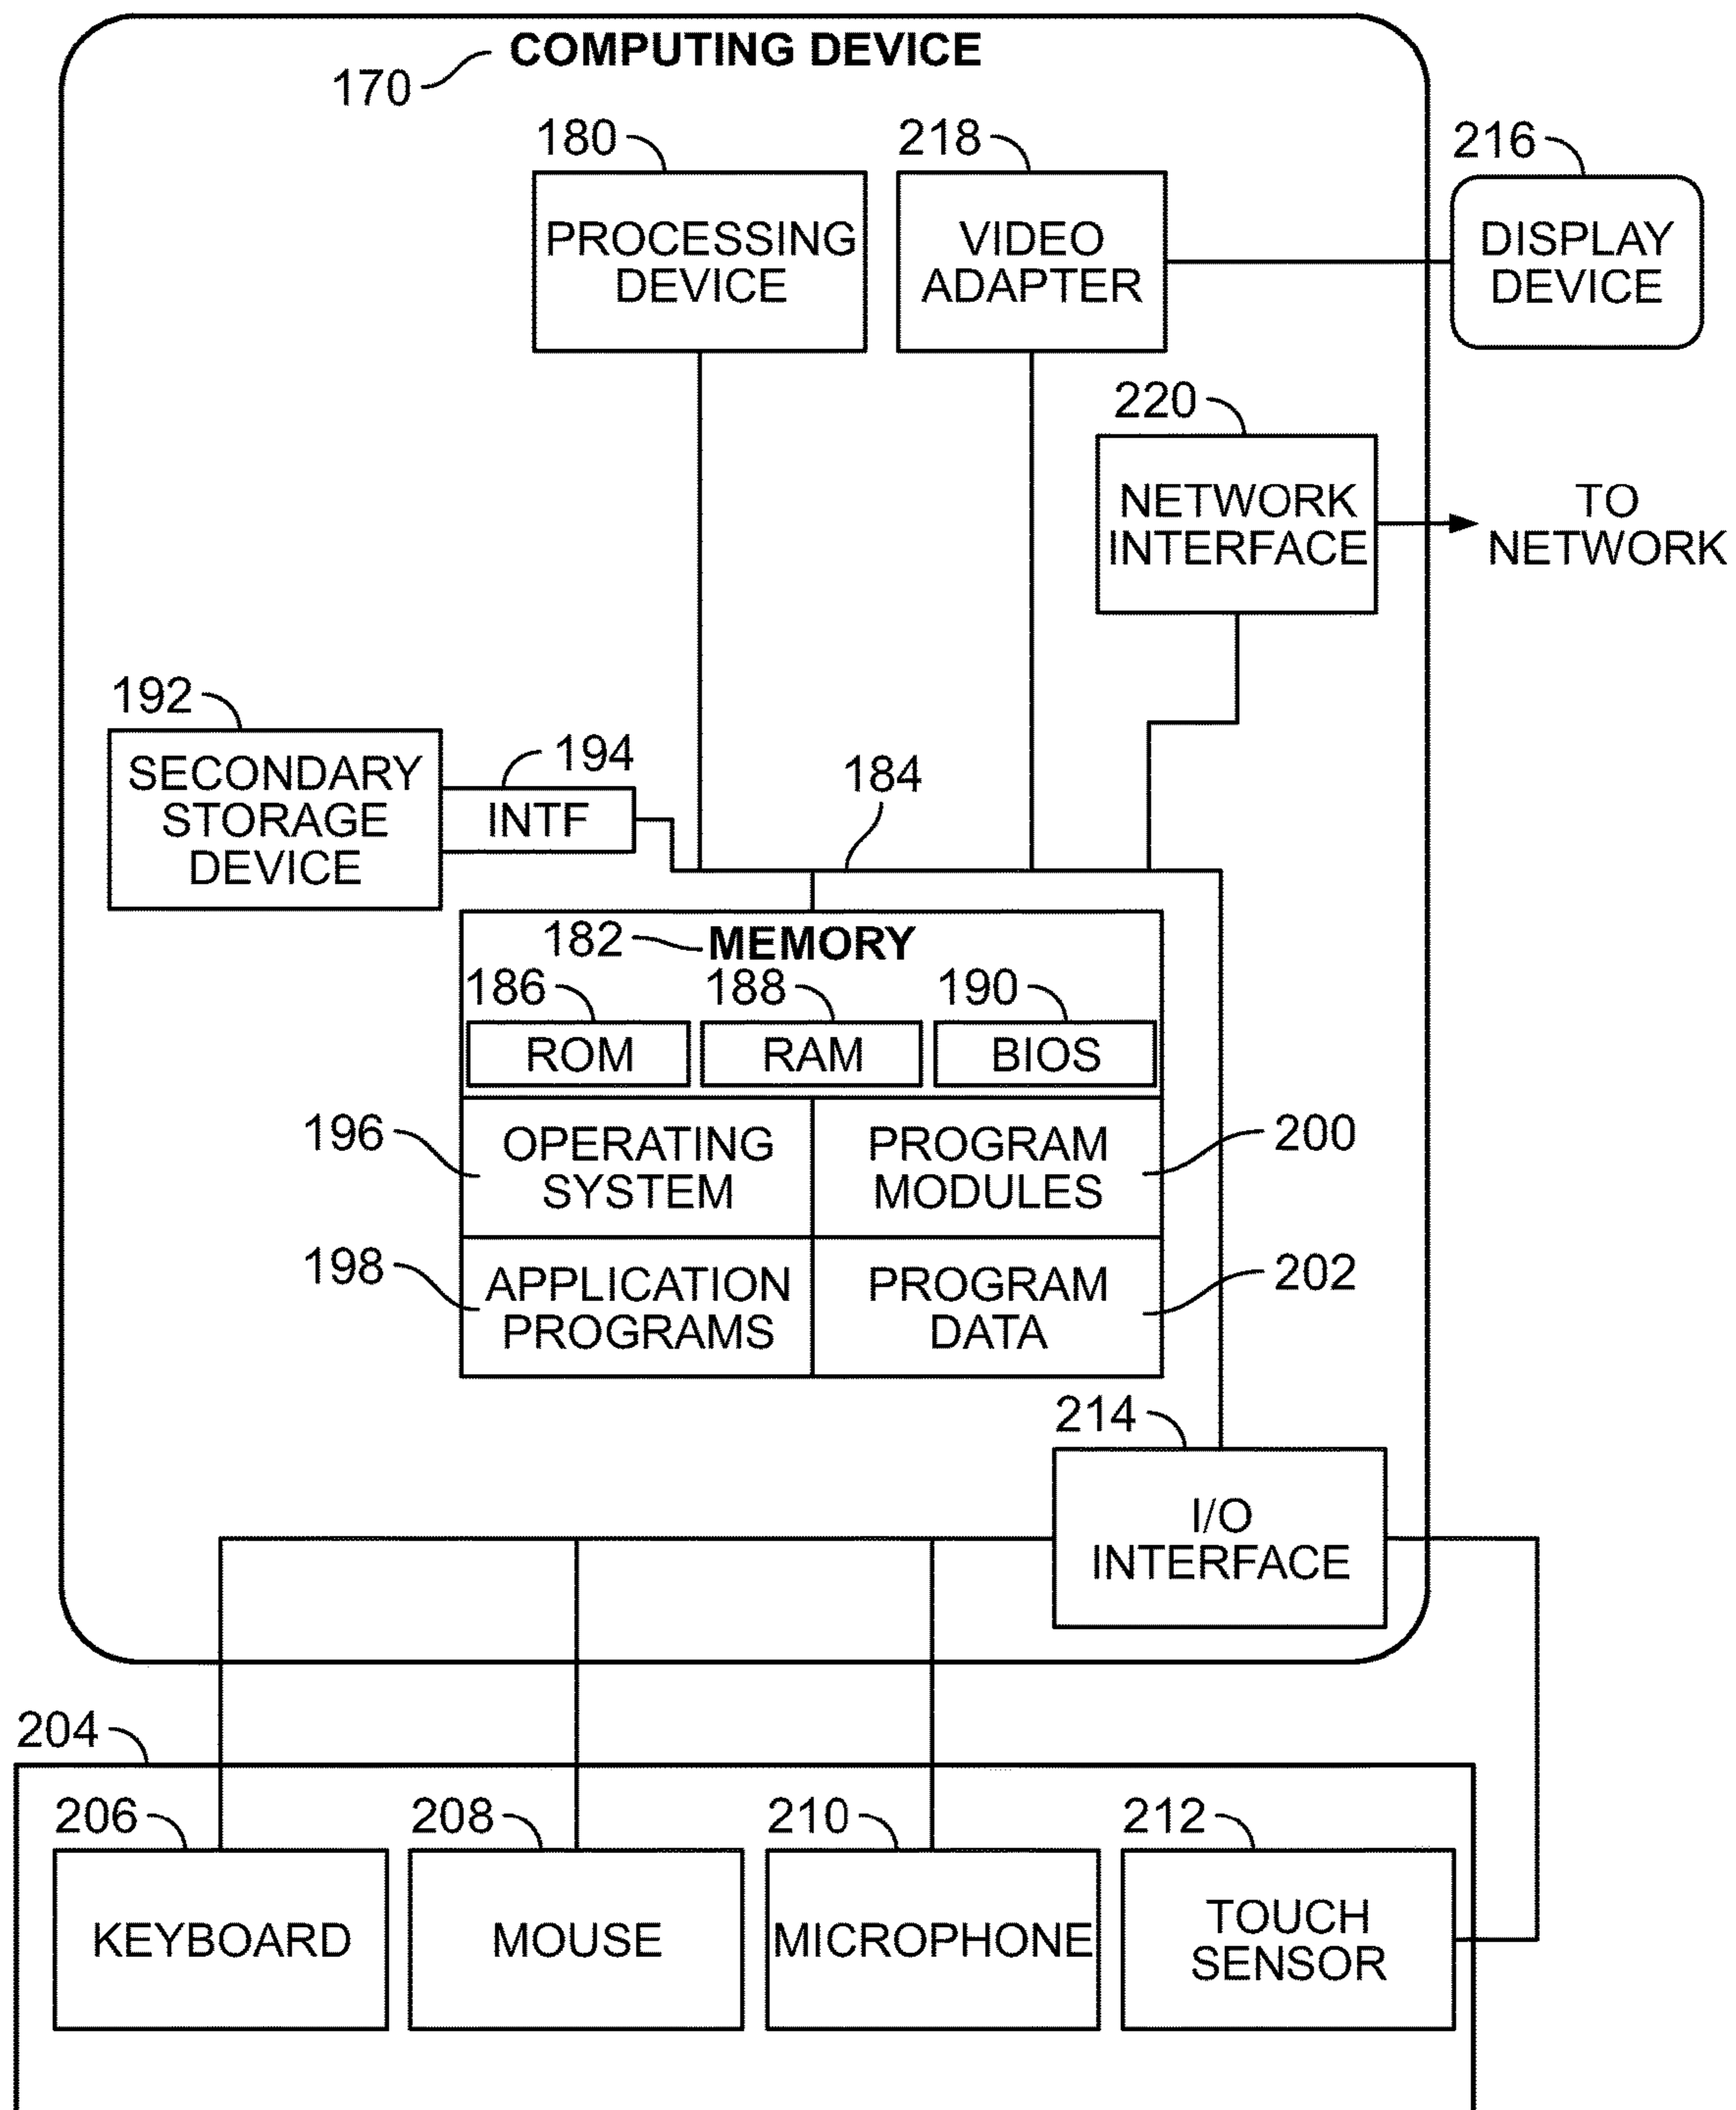 COMPUTING DEVICE
170
180
218
216
PROCESSING
DEVICE
VIDEO
ADAPTER
DISPLAY
DEVICE
220
NETWORK
INTERFACE
TO
NETWORK
192
SECONDARY
STORAGE
DEVICE
194
INTF
184
182
MEMORY
186
188
190
ROM
RAM
BIOS
196
OPERATING
SYSTEM
PROGRAM
MODULES
200
198
APPLICATION
PROGRAMS
PROGRAM
DATA
202
214
I/O
INTERFACE
204
206
208
210
212
KEYBOARD
MOUSE
MICROPHONE
TOUCH
SENSOR